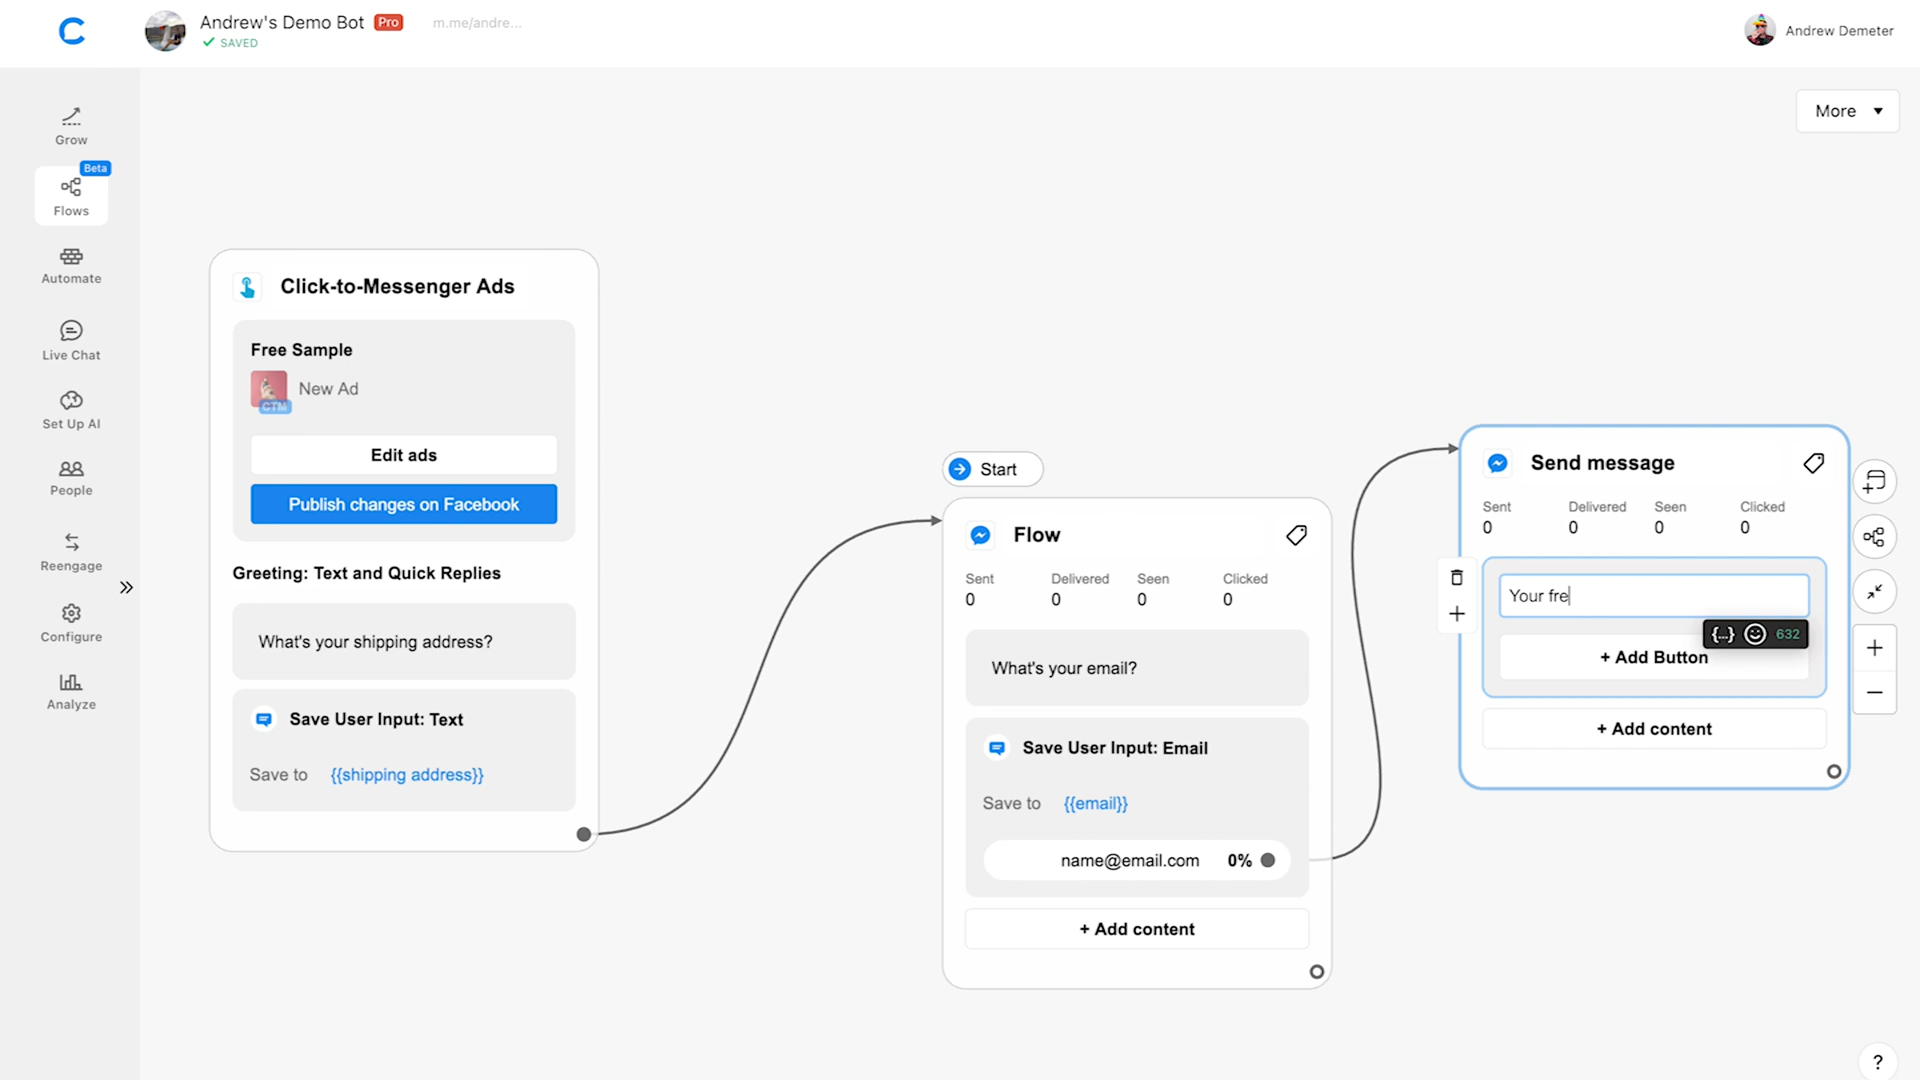 Andrew's Demo Bot Pro m.me/andre...
SAVED
Andrew Demeter
More
Grow
Beta
Flows
Automate
Live Chat
Set Up AI
People
Reengage
Configure
Analyze
Click-to-Messenger Ads
Free Sample
New Ad
CTM
Edit ads
Publish changes on Facebook
Greeting: Text and Quick Replies
What's your shipping address?
Save User Input: Text
Save to {{shipping address}}
Start
Flow
Sent Delivered Seen Clicked
0 0 0 0
What's your email?
Save User Input: Email
Save to {{email}}
name@email.com 0%
+ Add content
Send message
Sent Delivered Seen Clicked
0 0 0 0
Your fre
{...} 632
+ Add Button
+ Add content
?